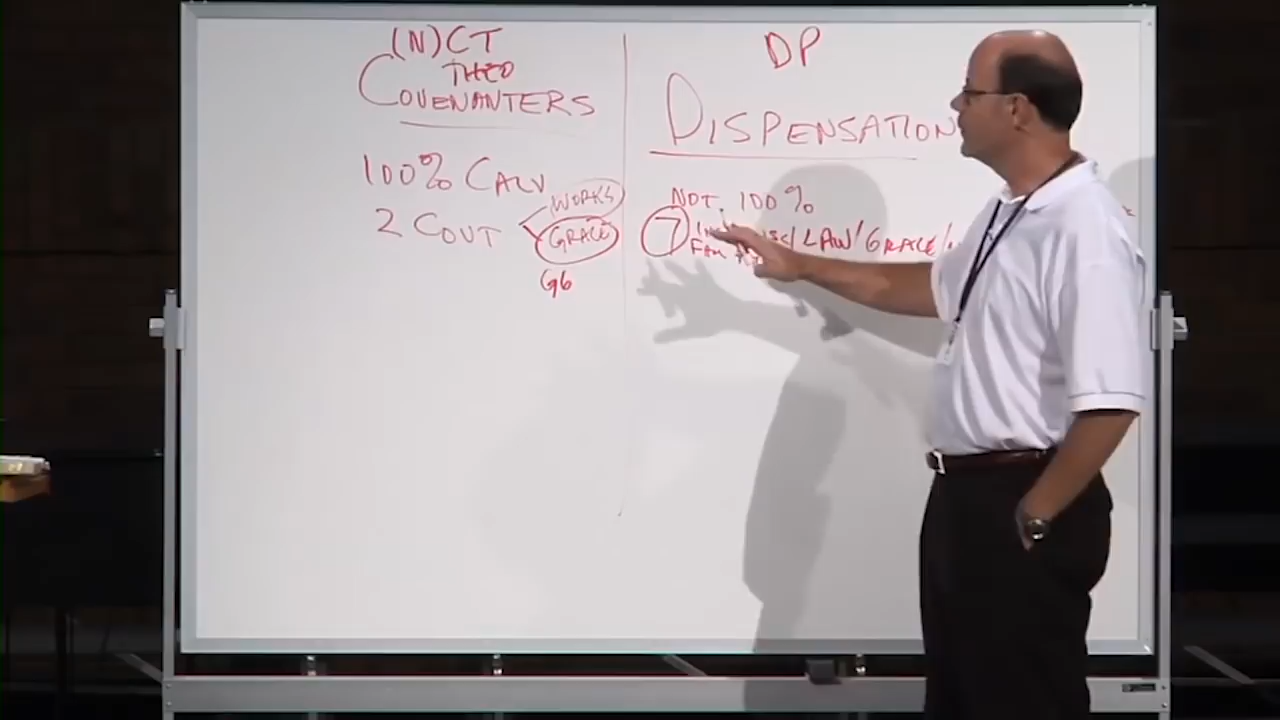 (N)CT
THEO
COVENANTERS
100% CALV
2 COVT
WORKS
GRACE
G6
DP
DISPENSATION
NOT 100%
7 LAW/GRACE/